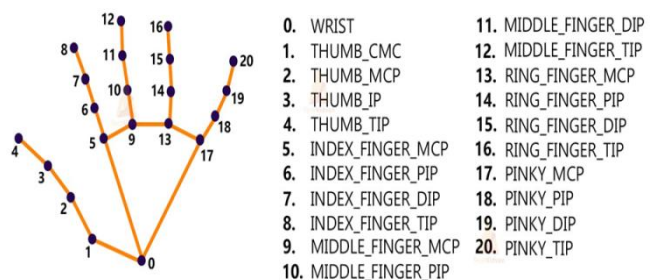 12
16
8
11
15
20
7
10
14
19
6
18
5
9
13
17
4
3
2
1
0
0. WRIST
1. THUMB_CMC
2. THUMB_MCP
3. THUMB_IP
4. THUMB_TIP
5. INDEX_FINGER_MCP
6. INDEX_FINGER_PIP
7. INDEX_FINGER_DIP
8. INDEX_FINGER_TIP
9. MIDDLE_FINGER_MCP
10. MIDDLE_FINGER_PIP
11. MIDDLE_FINGER_DIP
12. MIDDLE_FINGER_TIP
13. RING_FINGER_MCP
14. RING_FINGER_PIP
15. RING_FINGER_DIP
16. RING_FINGER_TIP
17. PINKY_MCP
18. PINKY_PIP
19. PINKY_DIP
20. PINKY_TIP